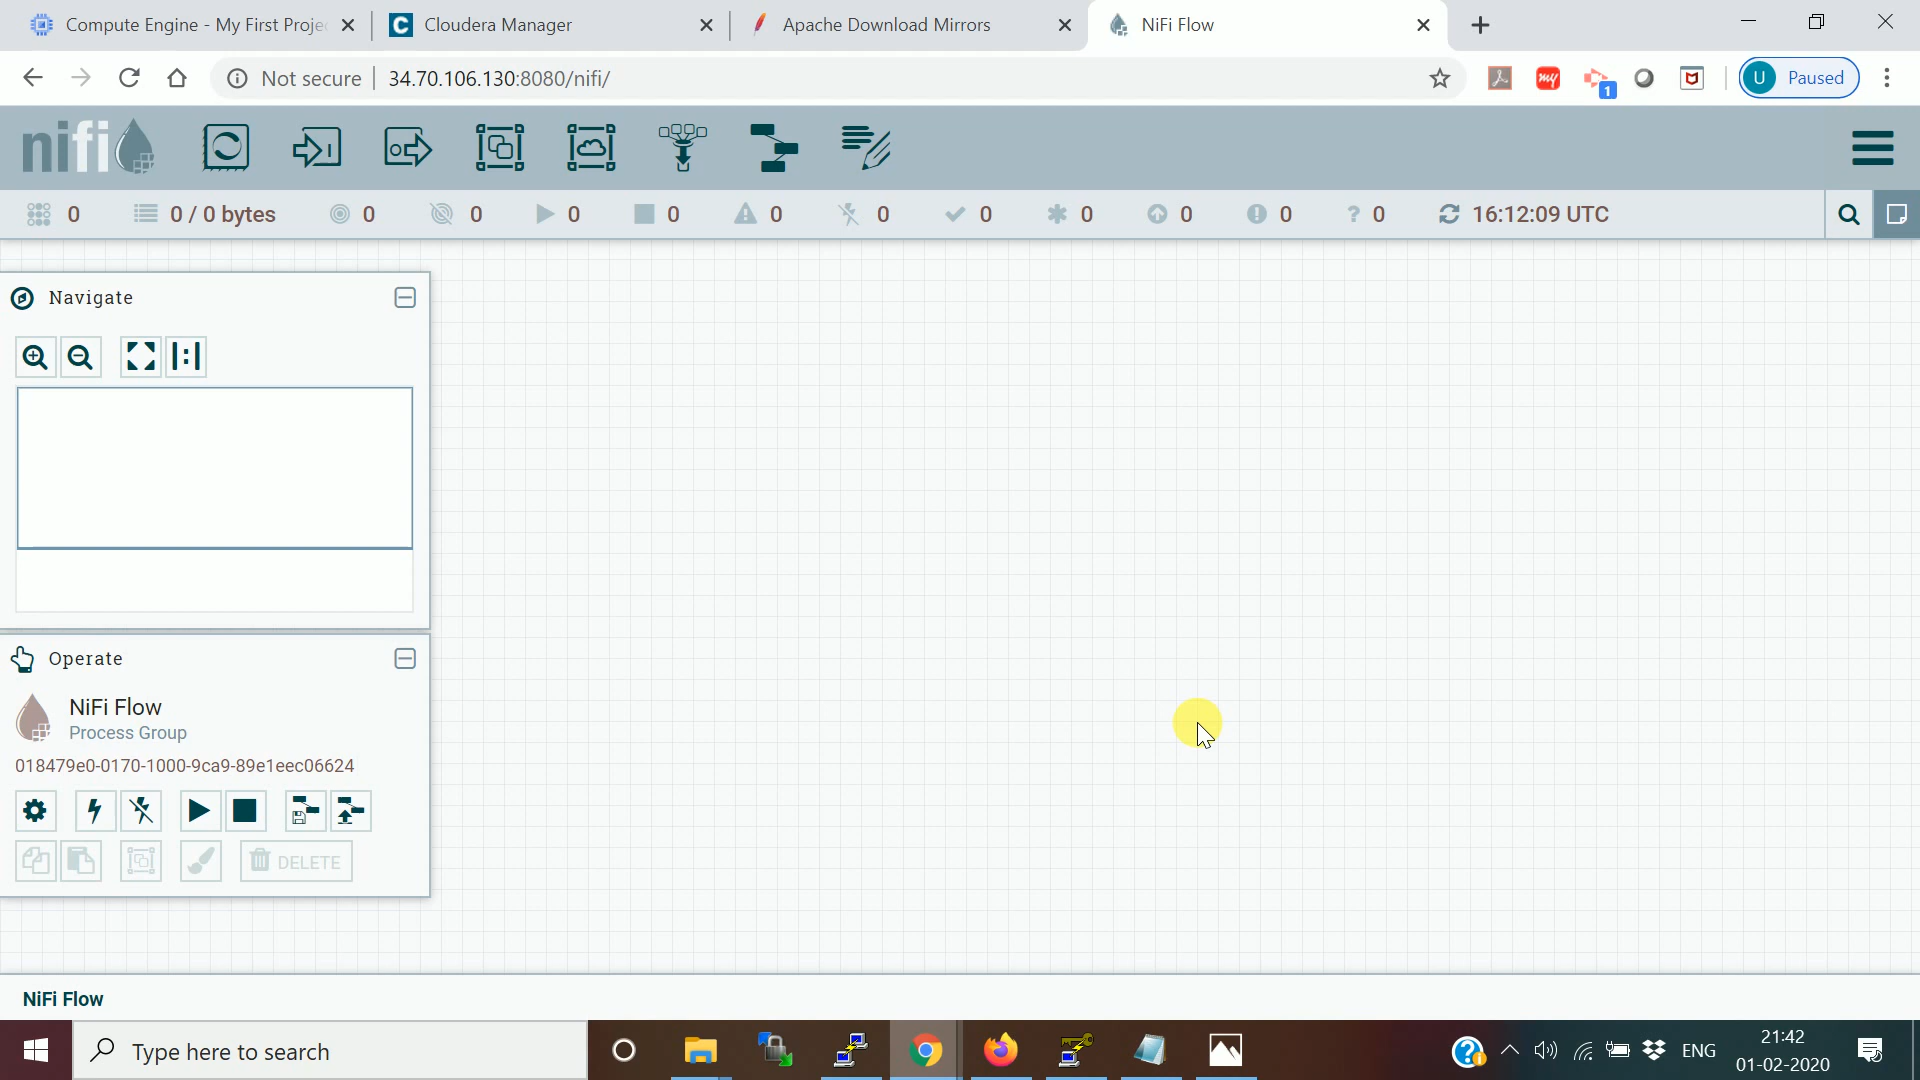 Compute Engine - My First Proje
Cloudera Manager
Apache Download Mirrors
NiFi Flow
Not secure
34.70.106.130:8080/nifi/
my
1
U
Paused
nifi
0
0 / 0 bytes
0
0
0
0
0
0
0
0
0
0
? 0
16:12:09 UTC
Navigate
Operate
NiFi Flow
Process Group
018479e0-0170-1000-9ca9-89e1eec06624
DELETE
NiFi Flow
Type here to search
ENG
21:42
01-02-2020